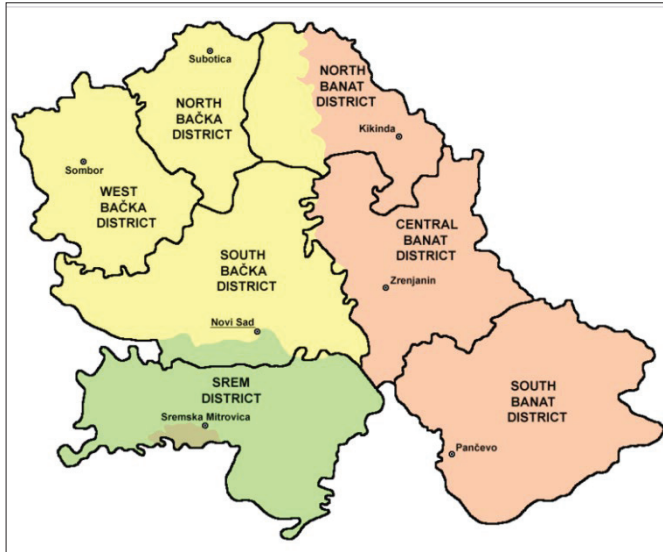 Subotica
NORTH
BAČKA
DISTRICT
NORTH
BANAT
DISTRICT
Kikinda
Sombor
WEST
BAČKA
DISTRICT
SOUTH
BAČKA
DISTRICT
CENTRAL
BANAT
DISTRICT
Zrenjanin
Novi Sad
SREM
DISTRICT
Sremska Mitrovica
SOUTH
BANAT
DISTRICT
Pančevo